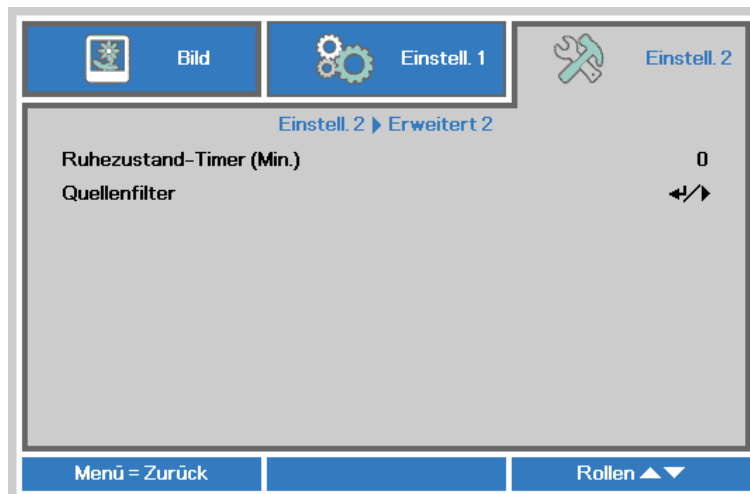 Bild
Einstell. 1
Einstell. 2
Einstell. 2 ▶ Erweitert 2
Ruhezustand-Timer (Min.) 0
Quellenfilter ↵/▶
Menü = Zurück
Rollen ▲▼